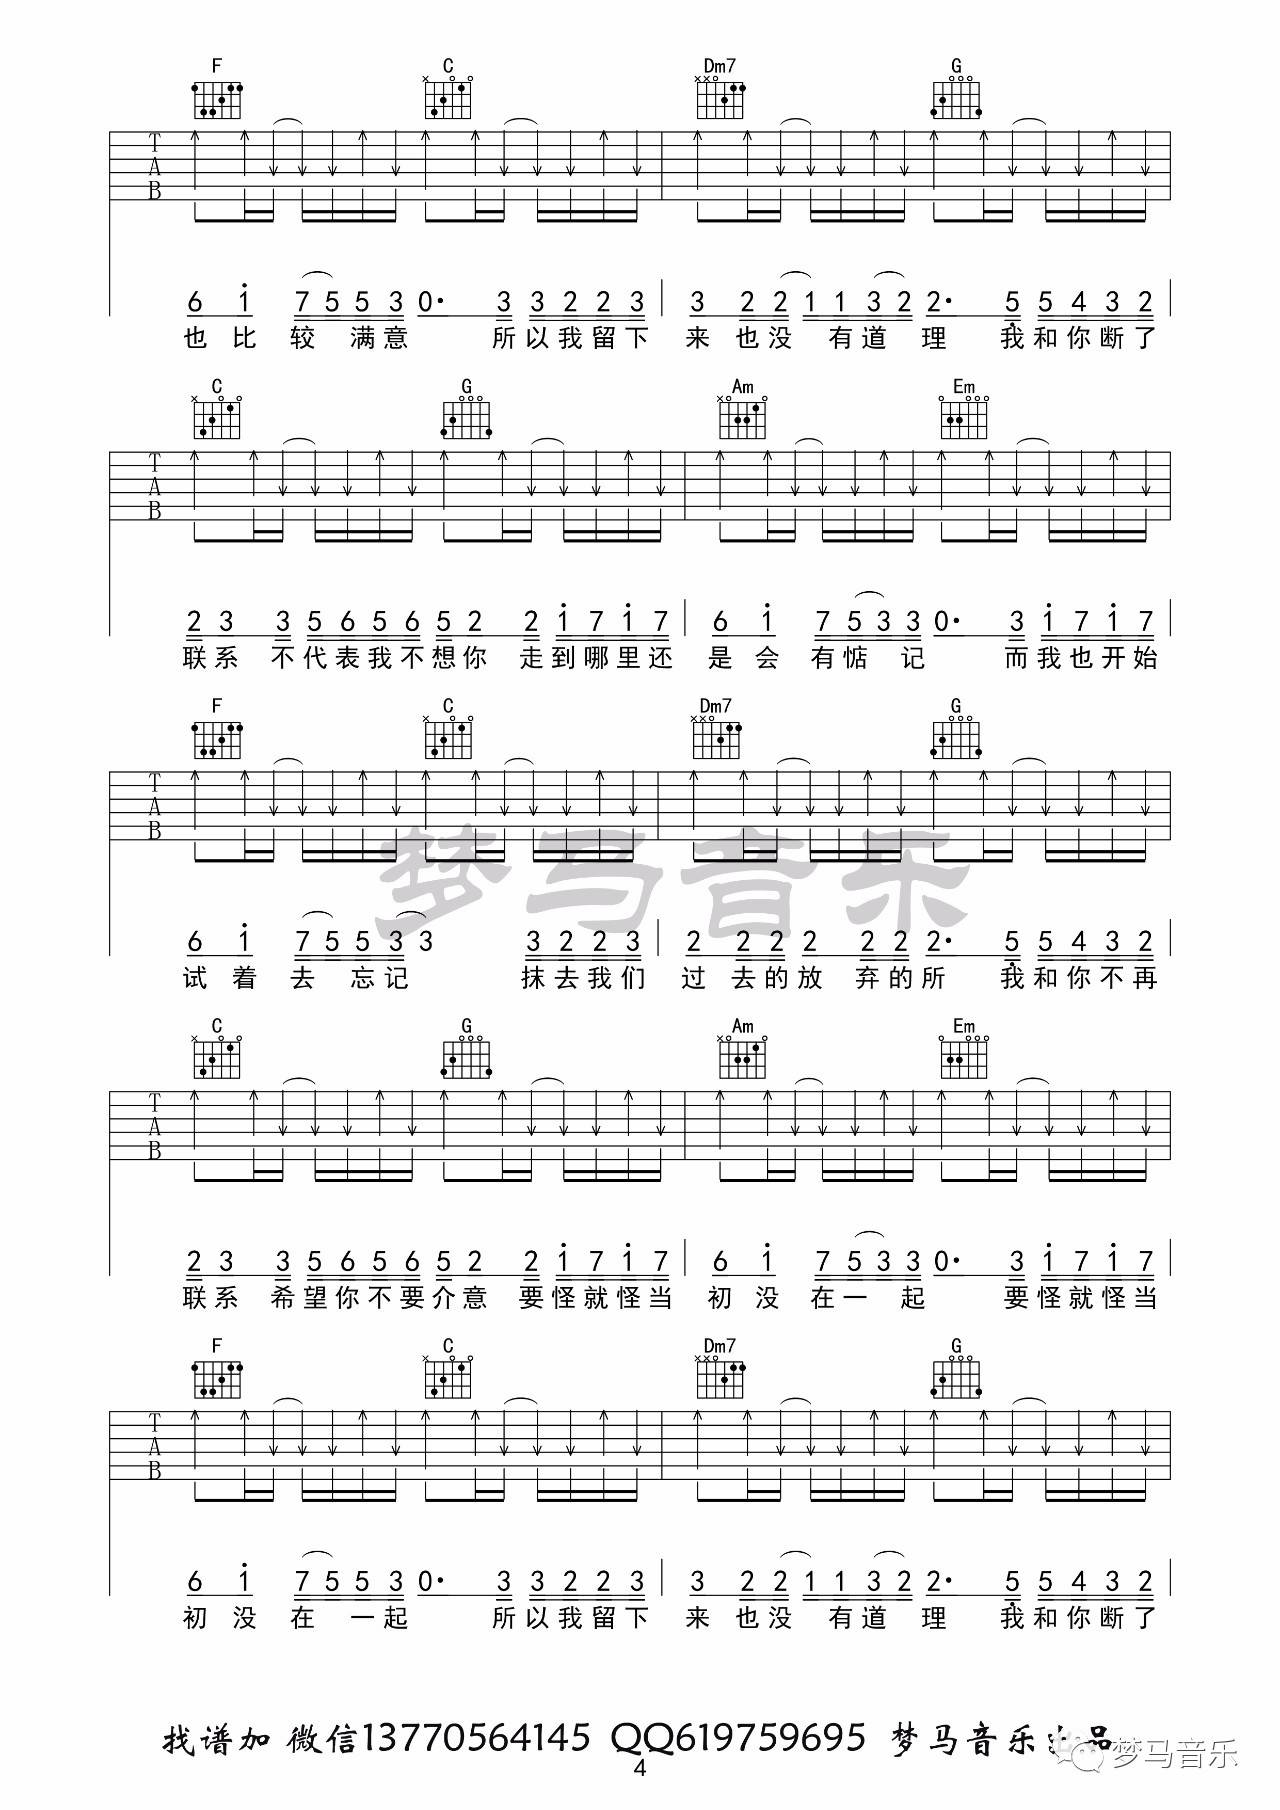 F C Dm7 G
T
A
B
6 1 7 5 5 3 0· 3 3 2 2 3 3 2 2 1 1 3 2 2· 5 5 4 3 2
也比较满意 所以我留下来也没有道理 我和你断了
C G Am Em
T
A
B
2 3 3 5 6 5 6 5 2 2 1 7 1 7 6 1 7 5 3 3 0· 3 1 7 1 7
联系 不代表我不想你 走到哪里还是会有惦记 而我也开始
F C Dm7 G
T
A
B
6 1 7 5 5 3 3 3 2 2 3 2 2 2 2 2 2 2· 5 5 4 3 2
试着去忘记 抹去我们过去的放弃的所 我和你不再
梦马音乐
C G Am Em
T
A
B
2 3 3 5 6 5 6 5 2 2 1 7 1 7 6 1 7 5 3 3 0· 3 1 7 1 7
联系 希望你不要介意 要怪就怪当初没在一起 要怪就怪当
F C Dm7 G
T
A
B
6 1 7 5 5 3 0· 3 3 2 2 3 3 2 2 1 1 3 2 2· 5 5 4 3 2
初没在一起 所以我留下来也没有道理 我和你断了
找谱加 微信13770564145 QQ619759695 梦马音乐出品
梦马音乐
4